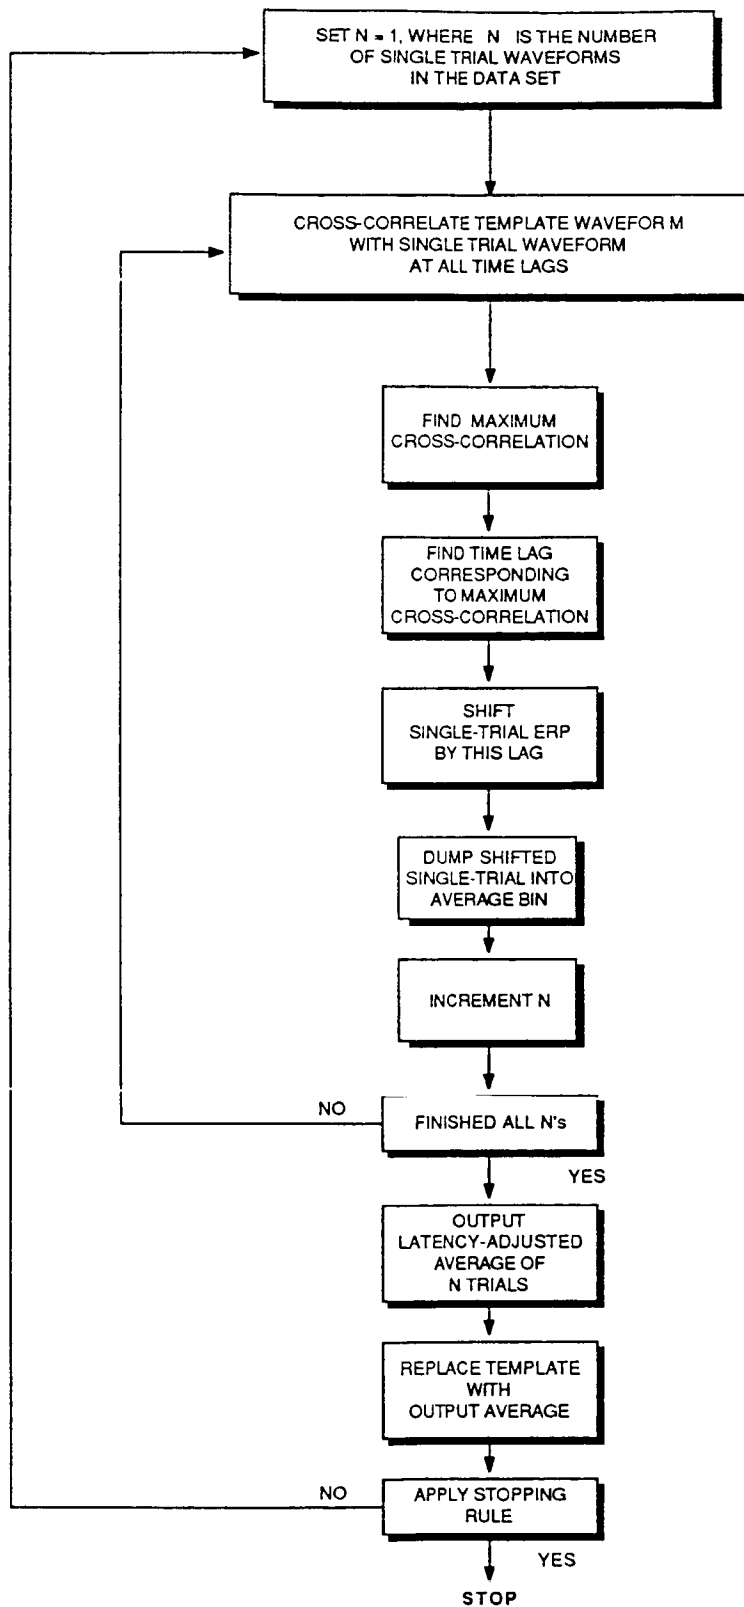 SET N = 1, WHERE N IS THE NUMBER
OF SINGLE TRIAL WAVEFORMS
IN THE DATA SET
CROSS-CORRELATE TEMPLATE WAVEFOR M
WITH SINGLE TRIAL WAVEFORM
AT ALL TIME LAGS
FIND MAXIMUM
CROSS-CORRELATION
FIND TIME LAG
CORRESPONDING
TO MAXIMUM
CROSS-CORRELATION
SHIFT
SINGLE-TRIAL ERP
BY THIS LAG
DUMP SHIFTED
SINGLE-TRIAL INTO
AVERAGE BIN
INCREMENT N
NO
FINISHED ALL N's
YES
OUTPUT
LATENCY-ADJUSTED
AVERAGE OF
N TRIALS
REPLACE TEMPLATE
WITH
OUTPUT AVERAGE
NO
APPLY STOPPING
RULE
YES
STOP